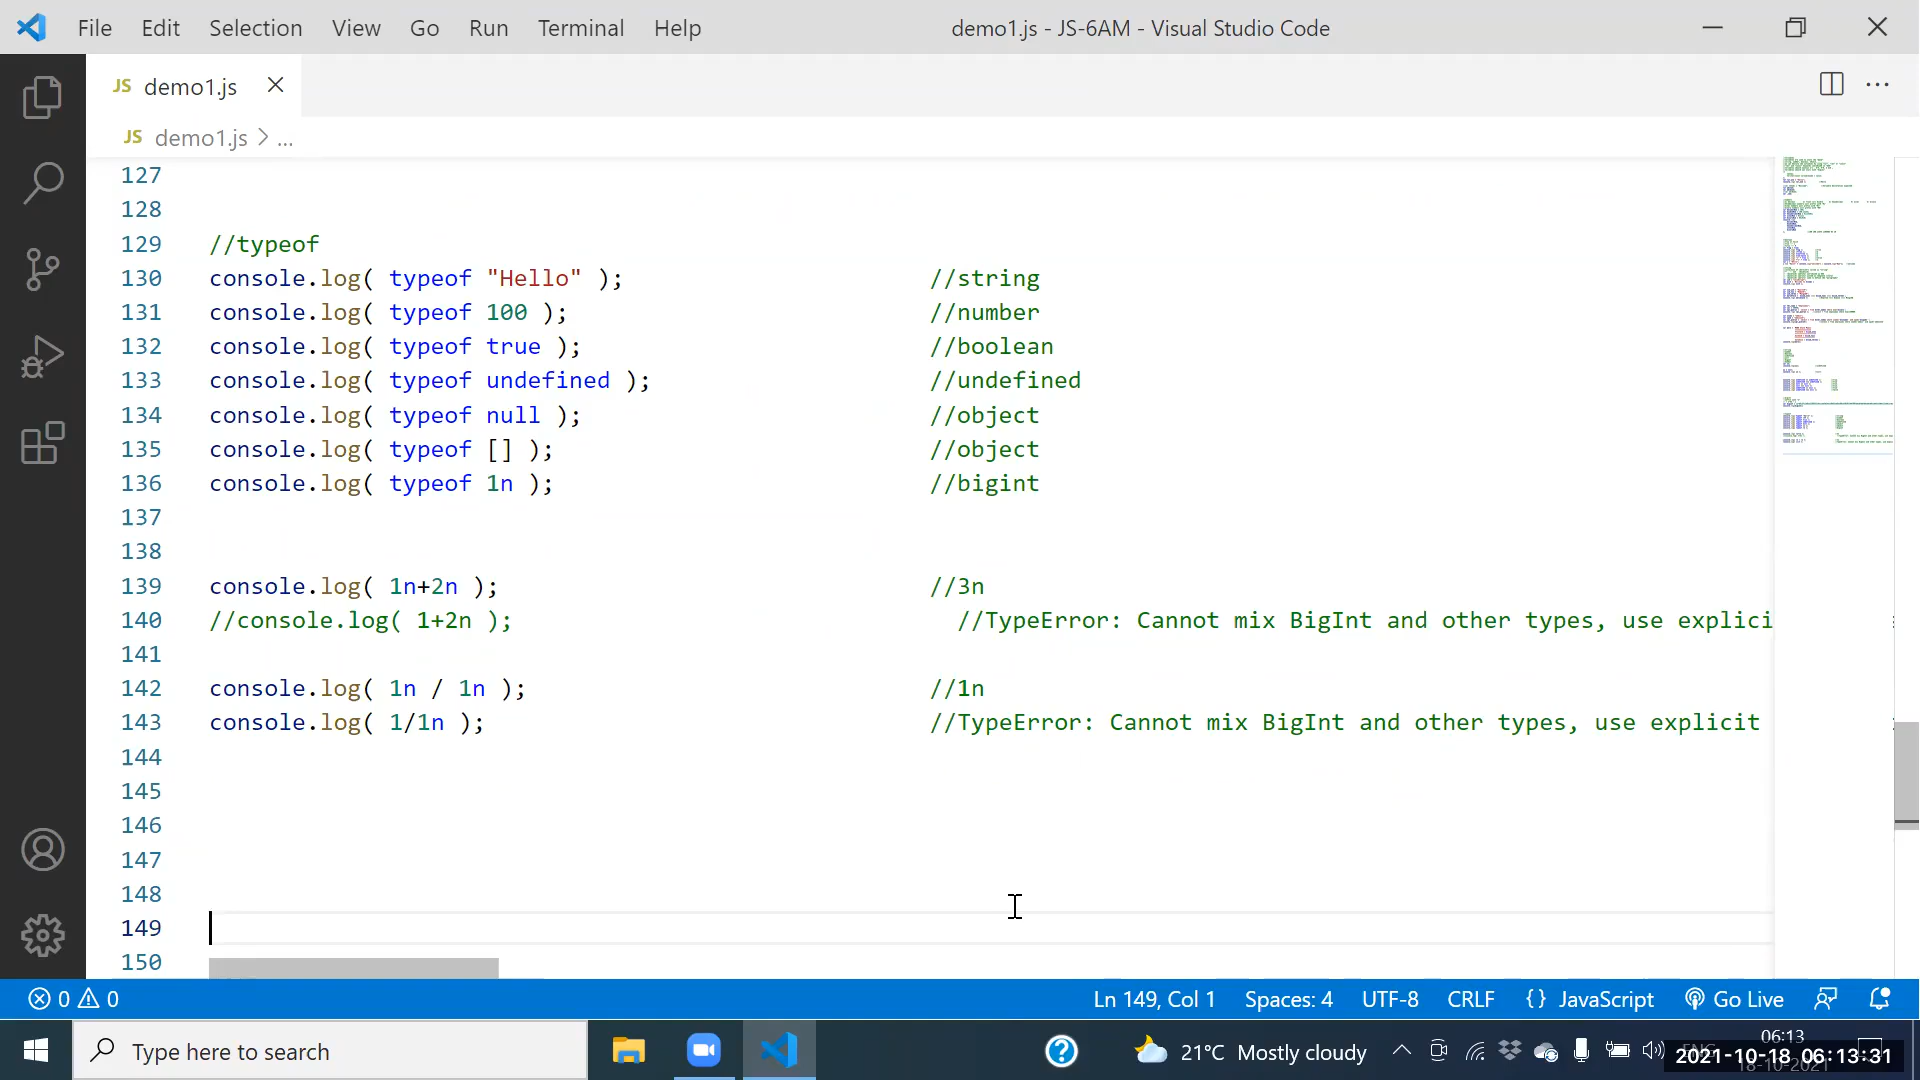 File Edit Selection View Go Run Terminal Help
demo1.js - JS-6AM - Visual Studio Code
JS demo1.js
JS demo1.js > ...
127
128
129 //typeof
130 console.log( typeof "Hello" ); //string
131 console.log( typeof 100 ); //number
132 console.log( typeof true ); //boolean
133 console.log( typeof undefined ); //undefined
134 console.log( typeof null ); //object
135 console.log( typeof [] ); //object
136 console.log( typeof 1n ); //bigint
137
138
139 console.log( 1n+2n ); //3n
140 //console.log( 1+2n ); //TypeError: Cannot mix BigInt and other types, use explici
141
142 console.log( 1n / 1n ); //1n
143 console.log( 1/1n ); //TypeError: Cannot mix BigInt and other types, use explicit
144
145
146
147
148
149
150
0 0 Ln 149, Col 1 Spaces: 4 UTF-8 CRLF {} JavaScript Go Live
Type here to search
21°C Mostly cloudy
06:13
2021-10-18 06:13:31
18-10-2021